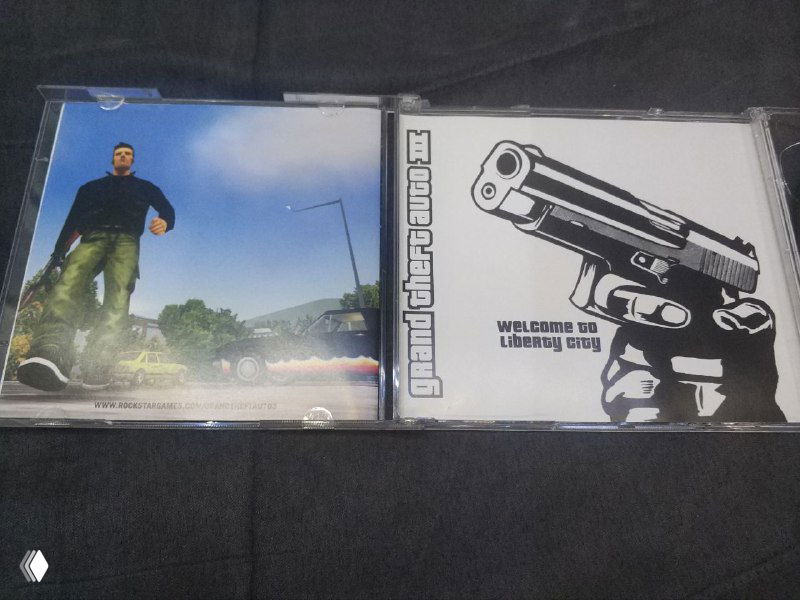 WWW.ROCKSTARGAMES.COM/GRANDTHEFTAUTO3
grand theft auto III
WELCOME TO
LIBERTY CITY